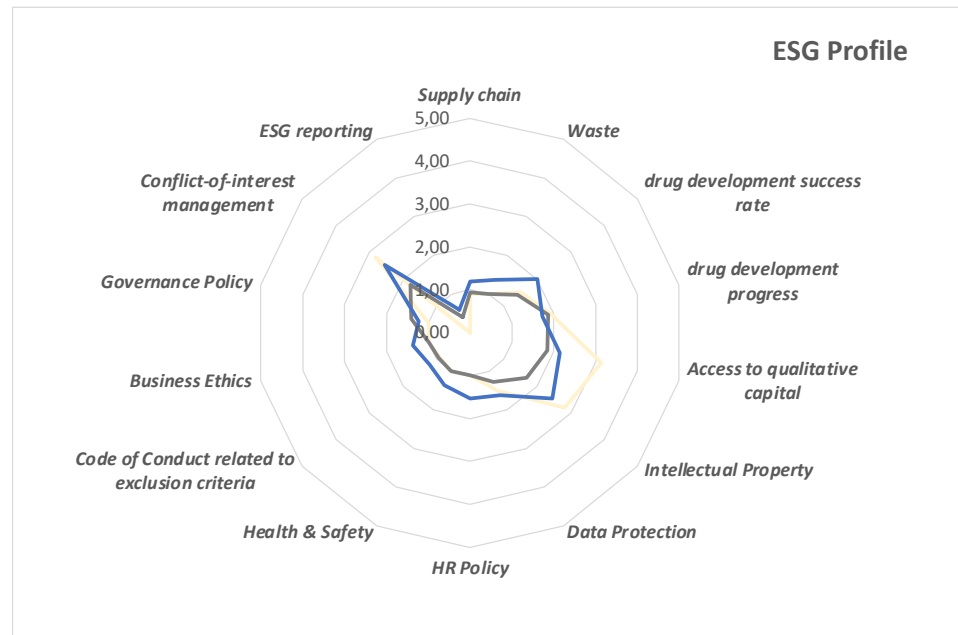 ESG Profile
Supply chain
Waste
drug development success
rate
drug development
progress
Access to qualitative
capital
Intellectual Property
Data Protection
HR Policy
Health & Safety
Code of Conduct related to
exclusion criteria
Business Ethics
Governance Policy
Conflict-of-interest
management
ESG reporting
5,00
4,00
3,00
2,00
1,00
0,00